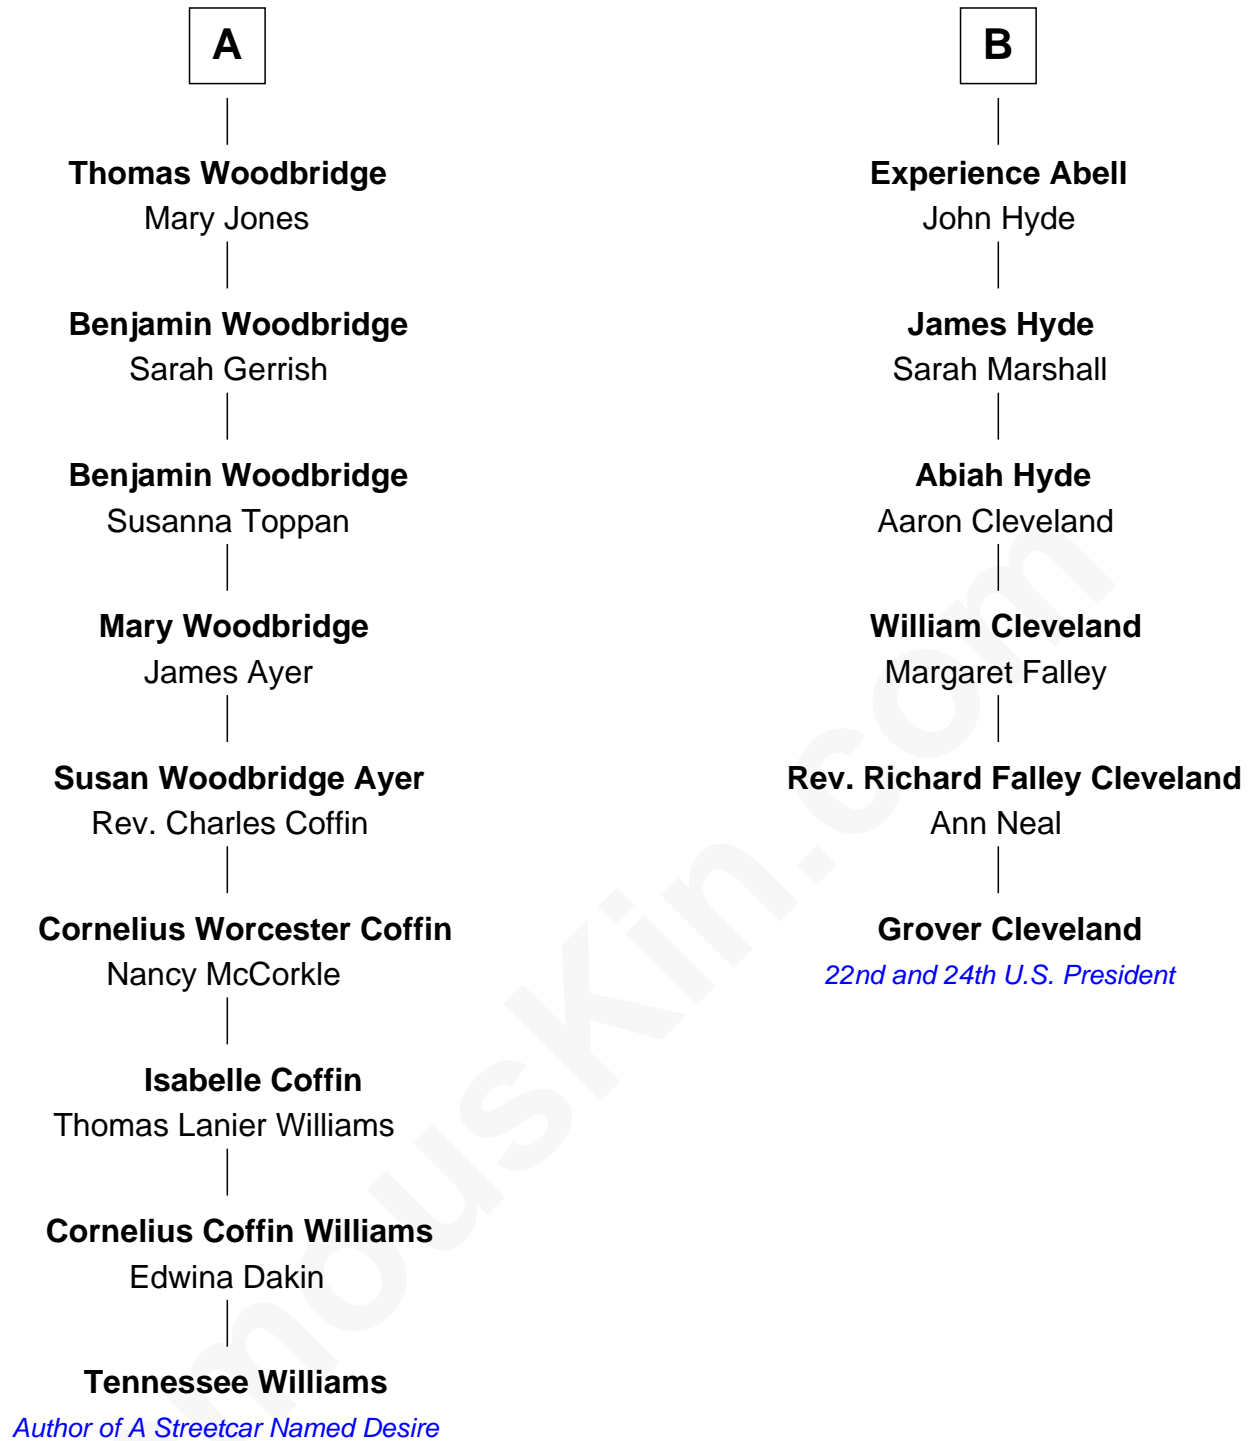 A
Thomas Woodbridge
Mary Jones
Benjamin Woodbridge
Sarah Gerrish
Benjamin Woodbridge
Susanna Toppan
Mary Woodbridge
James Ayer
Susan Woodbridge Ayer
Rev. Charles Coffin
Cornelius Worcester Coffin
Nancy McCorkle
Isabelle Coffin
Thomas Lanier Williams
Cornelius Coffin Williams
Edwina Dakin
Tennessee Williams
Author of A Streetcar Named Desire
B
Experience Abell
John Hyde
James Hyde
Sarah Marshall
Abiah Hyde
Aaron Cleveland
William Cleveland
Margaret Falley
Rev. Richard Falley Cleveland
Ann Neal
Grover Cleveland
22nd and 24th U.S. President
mousKin.com